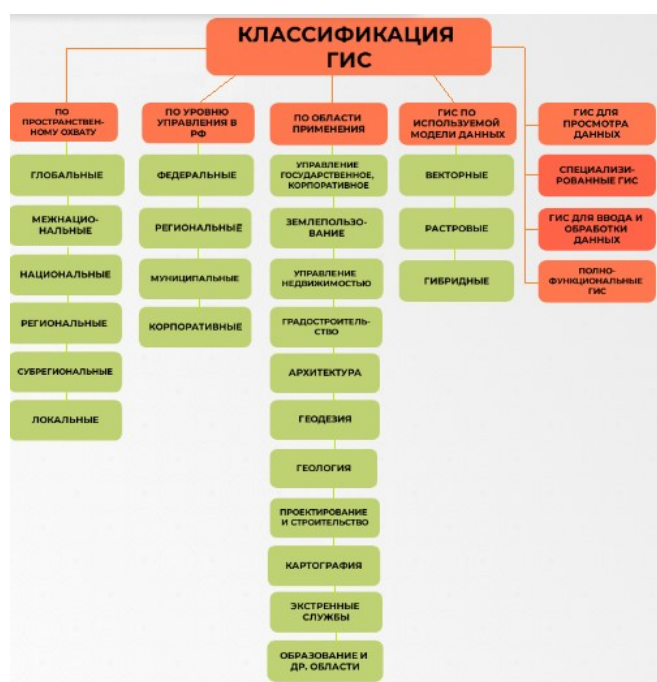 КЛАССИФИКАЦИЯ
ГИС
ПО
ПРОСТРАНСТВЕН-
НОМУ ОХВАТУ
ГЛОБАЛЬНЫЕ
МЕЖНАЦИО-
НАЛЬНЫЕ
НАЦИОНАЛЬНЫЕ
РЕГИОНАЛЬНЫЕ
СУБРЕГИОНАЛЬНЫЕ
ЛОКАЛЬНЫЕ
ПО УРОВНЮ
УПРАВЛЕНИЯ В
РФ
ФЕДЕРАЛЬНЫЕ
РЕГИОНАЛЬНЫЕ
МУНИЦИПАЛЬНЫЕ
КОРПОРАТИВНЫЕ
ПО ОБЛАСТИ
ПРИМЕНЕНИЯ
УПРАВЛЕНИЕ
ГОСУДАРСТВЕННОЕ,
КОРПОРАТИВНОЕ
ЗЕМЛЕПОЛЬЗО-
ВАНИЕ
УПРАВЛЕНИЕ
НЕДВИЖИМОСТЬЮ
ГРАДОСТРОИТЕЛЬ-
СТВО
АРХИТЕКТУРА
ГЕОДЕЗИЯ
ГЕОЛОГИЯ
ПРОЕКТИРОВАНИЕ
И СТРОИТЕЛЬСТВО
КАРТОГРАФИЯ
ЭКСТРЕННЫЕ
СЛУЖБЫ
ОБРАЗОВАНИЕ И
ДР. ОБЛАСТИ
ГИС ПО
ИСПОЛЬЗУЕМОЙ
МОДЕЛИ ДАННЫХ
ВЕКТОРНЫЕ
РАСТРОВЫЕ
ГИБРИДНЫЕ
ГИС ДЛЯ
ПРОСМОТРА
ДАННЫХ
СПЕЦИАЛИЗИ-
РОВАННЫЕ ГИС
ГИС ДЛЯ ВВОДА И
ОБРАБОТКИ
ДАННЫХ
ПОЛНО-
ФУНКЦИОНАЛЬНЫЕ
ГИС